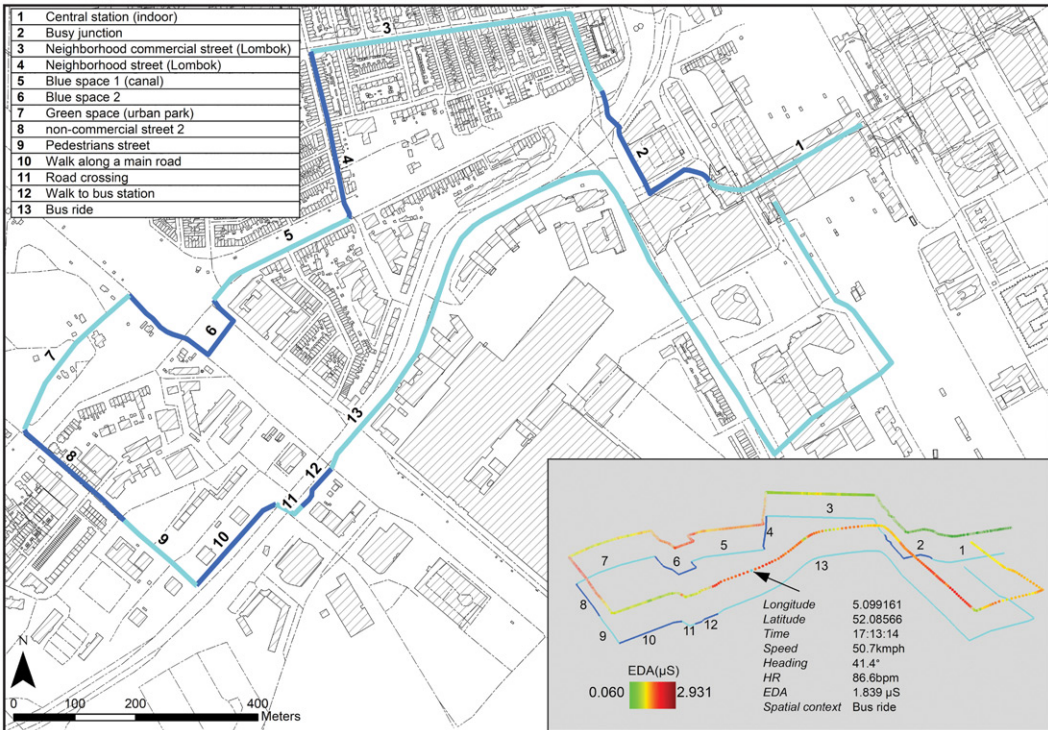 1 Central station (indoor)
2 Busy junction
3 Neighborhood commercial street (Lombok)
4 Neighborhood street (Lombok)
5 Blue space 1 (canal)
6 Blue space 2
7 Green space (urban park)
8 non-commercial street 2
9 Pedestrians street
10 Walk along a main road
11 Road crossing
12 Walk to bus station
13 Bus ride
3
1
2
4
5
6
7
13
8
12
11
9
10
N
0 100 200 400
Meters
3
4
5
2
1
7
6
13
8
9
10
11
12
Longitude 5.099161
Latitude 52.08566
Time 17:13:14
Speed 50.7kmph
Heading 41.4°
HR 86.6bpm
EDA 1.839 µS
Spatial context Bus ride
EDA(µS)
0.060 2.931